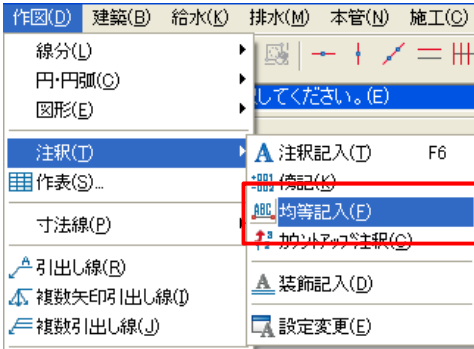 作図(D) 建築(B) 給水(K) 排水(M) 本管(N) 施工(C)
線分(L)
円・円弧(C)
図形(E)
してください。(E)
注釈(T)
作表(S)...
寸法線(P)
引出し線(R)
複数矢印引出し線(I)
複数引出し線(J)
注釈記入(T) F6
傍記(K)
均等記入(F)
カウントアップ注釈(C)
装飾記入(D)
設定変更(E)